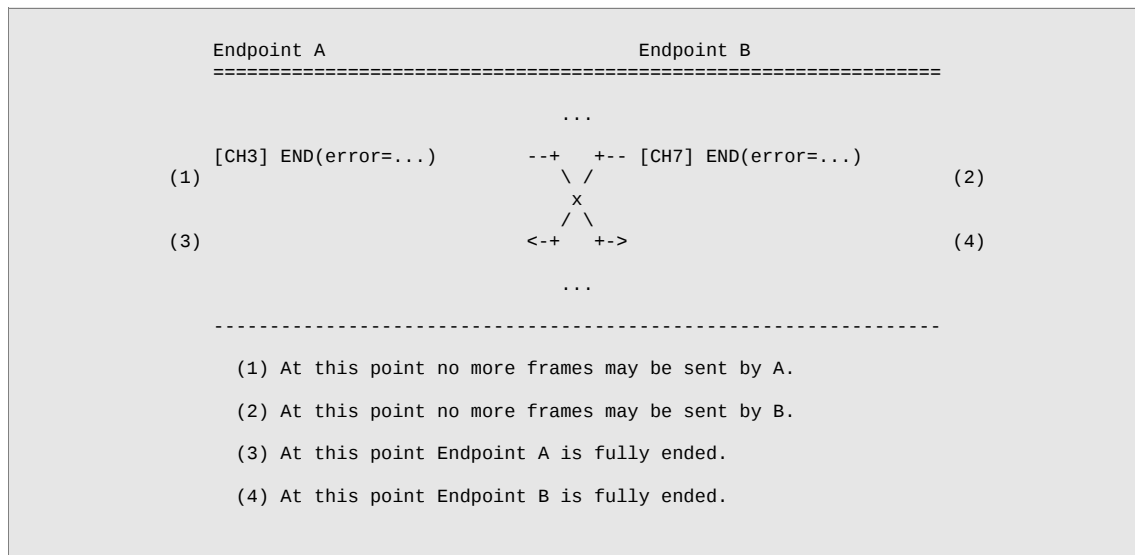 Endpoint A                            Endpoint B
=================================================================
...
[CH3] END(error=...)        --+   +-- [CH7] END(error=...)
(1)                                \ /                                (2)
x
/ \
(3)                             <-+   +->                             (4)
...
-----------------------------------------------------------------
(1) At this point no more frames may be sent by A.
(2) At this point no more frames may be sent by B.
(3) At this point Endpoint A is fully ended.
(4) At this point Endpoint B is fully ended.